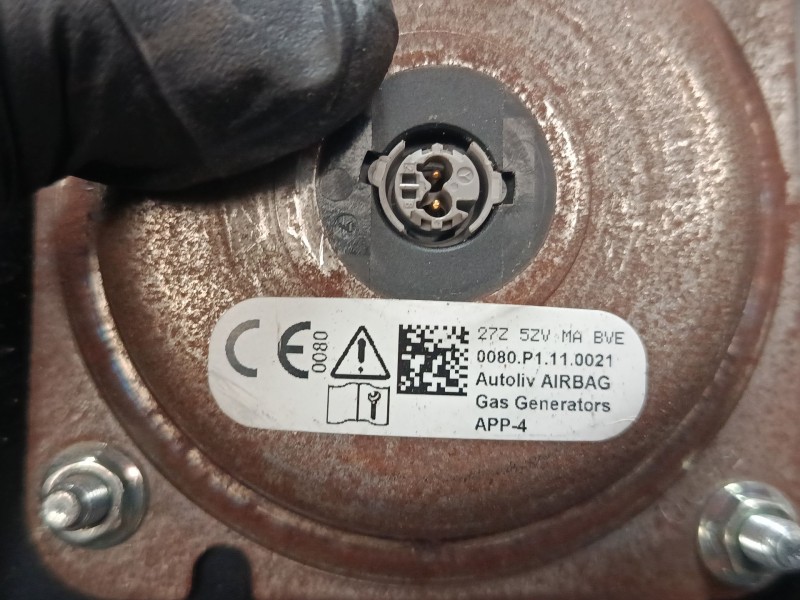 CE 0080
27Z 5ZV MA BVE
0080.P1.11.0021
Autoliv AIRBAG
Gas Generators
APP-4